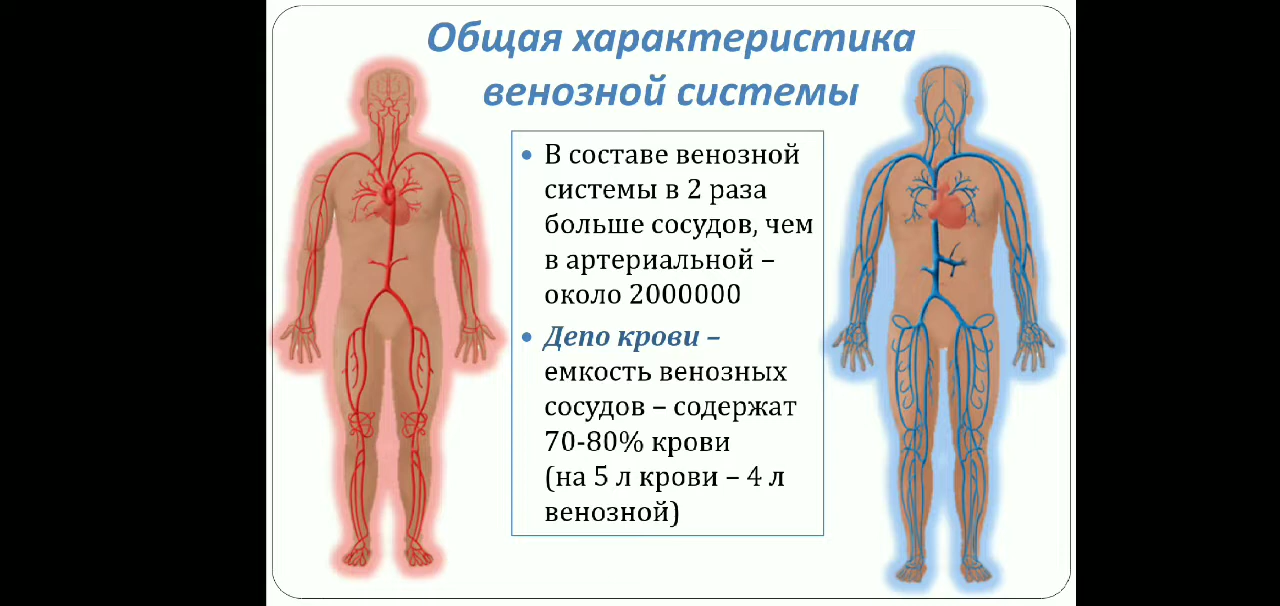 Общая характеристика
венозной системы
• В составе венозной
системы в 2 раза
больше сосудов, чем
в артериальной –
около 2000000
• Депо крови –
емкость венозных
сосудов – содержат
70-80% крови
(на 5 л крови – 4 л
венозной)